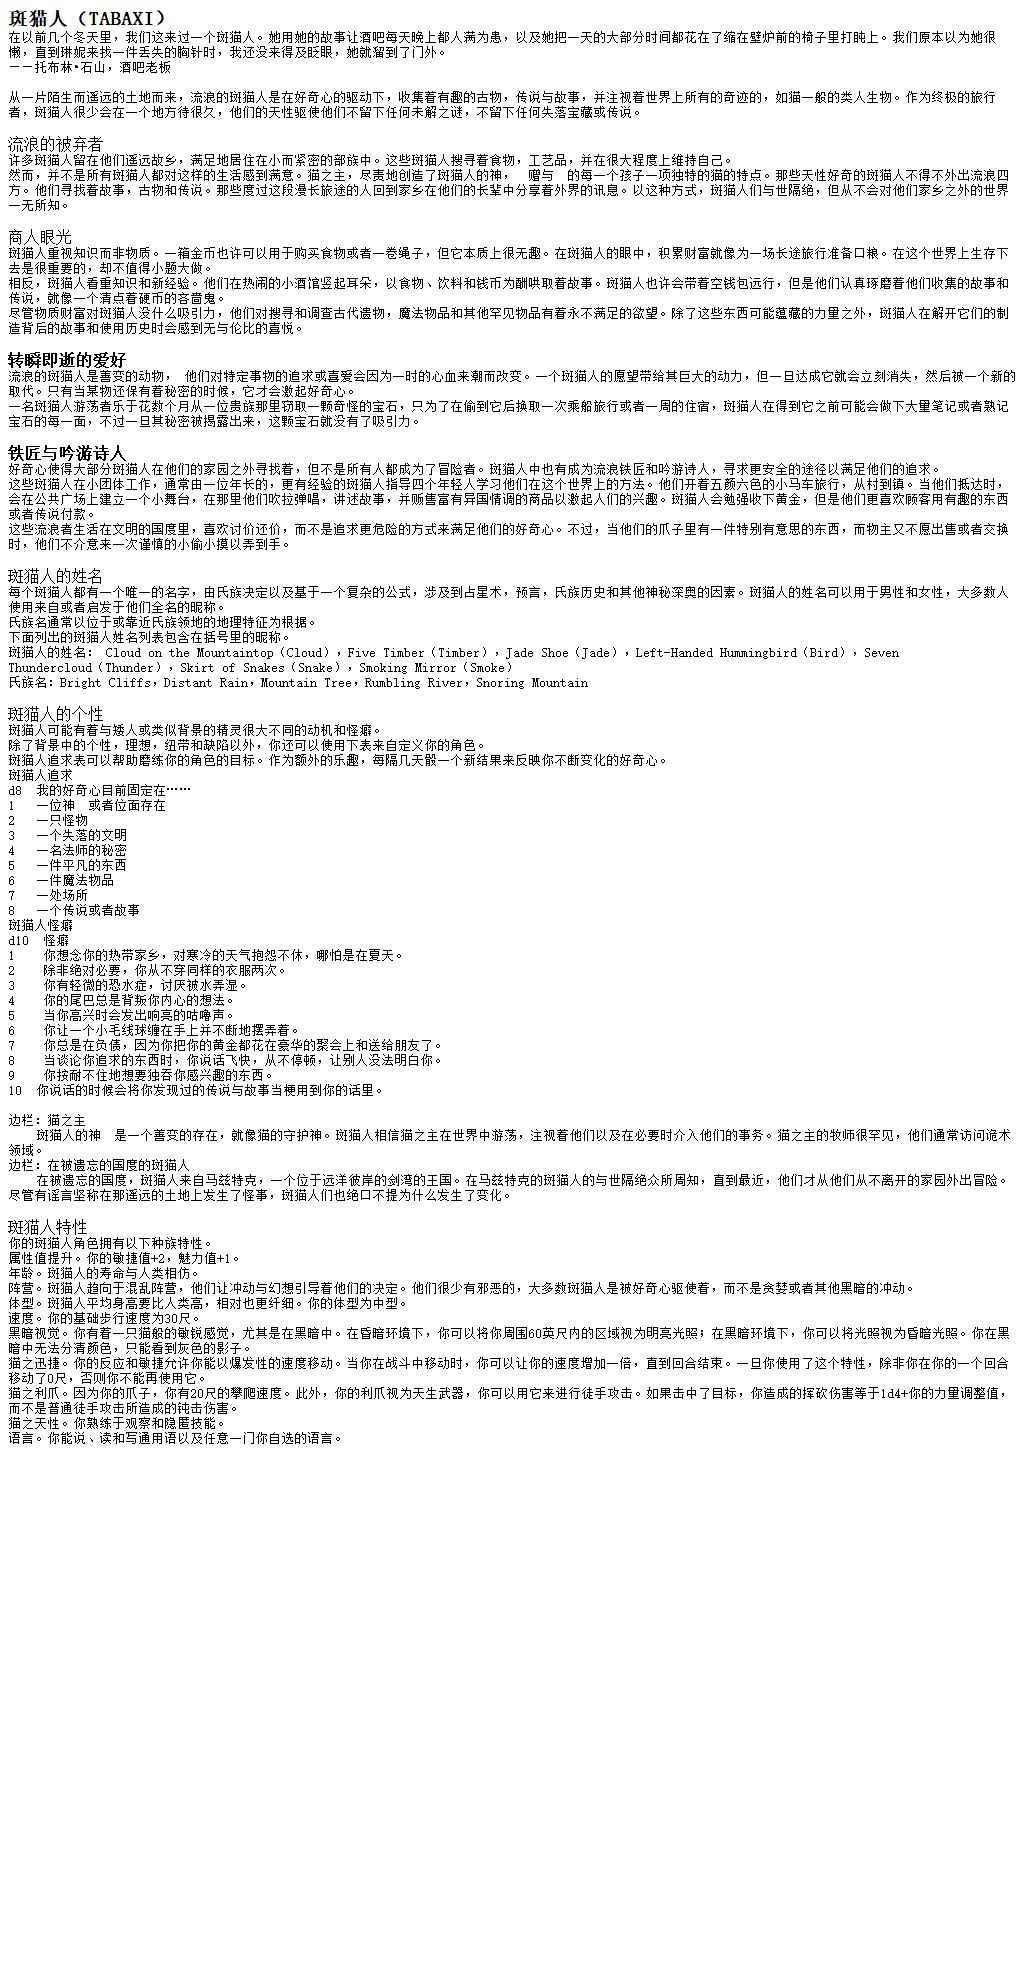 斑猫人（TABAXI）
在以前几个冬天里，我们这来过一个斑猫人。她用她的故事让酒吧每天晚上都人满为患，以及她把一天的大部分时间都花在了缩在壁炉前的椅子里打盹上。我们原本以为她很
懒，直到琳妮来找一件丢失的胸针时，我还没来得及眨眼，她就溜到了门外。
——托布林•石山，酒吧老板
从一片陌生而遥远的土地而来，流浪的斑猫人是在好奇心的驱动下，收集着有趣的古物，传说与故事，并注视着世界上所有的奇迹的，如猫一般的类人生物。作为终极的旅行
者，斑猫人很少会在一个地方待很久，他们的天性驱使他们不留下任何未解之谜，不留下任何失落宝藏或传说。
流浪的被弃者
许多斑猫人留在他们遥远故乡，满足地居住在小而紧密的部族中。这些斑猫人搜寻着食物，工艺品，并在很大程度上维持自己。
然而，并不是所有斑猫人都对这样的生活感到满意。猫之主，尽责地创造了斑猫人的神， 赠与 的每一个孩子一项独特的猫的特点。那些天性好奇的斑猫人不得不外出流浪四
方。他们寻找着故事，古物和传说。那些度过这段漫长旅途的人回到家乡在他们的长辈中分享着外界的讯息。以这种方式，斑猫人们与世隔绝，但从不会对他们家乡之外的世界
一无所知。
商人眼光
斑猫人重视知识而非物质。一箱金币也许可以用于购买食物或者一卷绳子，但它本质上很无趣。在斑猫人的眼中，积累财富就像为一场长途旅行准备口粮。在这个世界上生存下
去是很重要的，却不值得小题大做。
相反，斑猫人看重知识和新经验。他们在热闹的小酒馆竖起耳朵，以食物、饮料和钱币为酬哄取着故事。斑猫人也许会带着空钱包远行，但是他们认真琢磨着他们收集的故事和
传说，就像一个清点着硬币的吝啬鬼。
尽管物质财富对斑猫人没什么吸引力，他们对搜寻和调查古代遗物，魔法物品和其他罕见物品有着永不满足的欲望。除了这些东西可能蕴藏的力量之外，斑猫人在解开它们的制
造背后的故事和使用历史时会感到无与伦比的喜悦。
转瞬即逝的爱好
流浪的斑猫人是善变的动物， 他们对特定事物的追求或喜爱会因为一时的心血来潮而改变。一个斑猫人的愿望带给其巨大的动力，但一旦达成它就会立刻消失，然后被一个新的
取代。只有当某物还保有着秘密的时候，它才会激起好奇心。
一名斑猫人游荡者乐于花数个月从一位贵族那里窃取一颗奇怪的宝石，只为了在偷到它后换取一次乘船旅行或者一周的住宿，斑猫人在得到它之前可能会做下大量笔记或者熟记
宝石的每一面，不过一旦其秘密被揭露出来，这颗宝石就没有了吸引力。
铁匠与吟游诗人
好奇心使得大部分斑猫人在他们的家园之外寻找着，但不是所有人都成为了冒险者。斑猫人中也有成为流浪铁匠和吟游诗人，寻求更安全的途径以满足他们的追求。
这些斑猫人在小团体工作，通常由一位年长的，更有经验的斑猫人指导四个年轻人学习他们在这个世界上的方法。他们开着五颜六色的小马车旅行，从村到镇。当他们抵达时，
会在公共广场上建立一个小舞台，在那里他们吹拉弹唱，讲述故事，并贩售富有异国情调的商品以激起人们的兴趣。斑猫人会勉强收下黄金，但是他们更喜欢顾客用有趣的东西
或者传说付款。
这些流浪者生活在文明的国度里，喜欢讨价还价，而不是追求更危险的方式来满足他们的好奇心。不过，当他们的爪子里有一件特别有意思的东西，而物主又不愿出售或者交换
时，他们不介意来一次谨慎的小偷小摸以弄到手。
斑猫人的姓名
每个斑猫人都有一个唯一的名字，由氏族决定以及基于一个复杂的公式，涉及到占星术，预言，氏族历史和其他神秘深奥的因素。斑猫人的姓名可以用于男性和女性，大多数人
使用来自或者启发于他们全名的昵称。
氏族名通常以位于或靠近氏族领地的地理特征为根据。
下面列出的斑猫人姓名列表包含在括号里的昵称。
斑猫人的姓名： Cloud on the Mountaintop（Cloud），Five Timber（Timber），Jade Shoe（Jade），Left-Handed Hummingbird（Bird），Seven
Thundercloud（Thunder），Skirt of Snakes（Snake），Smoking Mirror（Smoke）
氏族名：Bright Cliffs，Distant Rain，Mountain Tree，Rumbling River，Snoring Mountain
斑猫人的个性
斑猫人可能有着与矮人或类似背景的精灵很大不同的动机和怪癖。
除了背景中的个性，理想，纽带和缺陷以外，你还可以使用下表来自定义你的角色。
斑猫人追求表可以帮助磨练你的角色的目标。作为额外的乐趣，每隔几天骰一个新结果来反映你不断变化的好奇心。
斑猫人追求
d8 我的好奇心目前固定在……
1 一位神 或者位面存在
2 一只怪物
3 一个失落的文明
4 一名法师的秘密
5 一件平凡的东西
6 一件魔法物品
7 一处场所
8 一个传说或者故事
斑猫人怪癖
d10 怪癖
1 你想念你的热带家乡，对寒冷的天气抱怨不休，哪怕是在夏天。
2 除非绝对必要，你从不穿同样的衣服两次。
3 你有轻微的恐水症，讨厌被水弄湿。
4 你的尾巴总是背叛你内心的想法。
5 当你高兴时会发出响亮的咕噜声。
6 你让一个小毛线球缠在手上并不断地摆弄着。
7 你总是在负债，因为你把你的黄金都花在豪华的聚会上和送给朋友了。
8 当谈论你追求的东西时，你说话飞快，从不停顿，让别人没法明白你。
9 你按耐不住地想要独吞你感兴趣的东西。
10 你说话的时候会将你发现过的传说与故事当梗用到你的话里。
边栏：猫之主
斑猫人的神 是一个善变的存在，就像猫的守护神。斑猫人相信猫之主在世界中游荡，注视着他们以及在必要时介入他们的事务。猫之主的牧师很罕见，他们通常访问诡术
领域。
边栏：在被遗忘的国度的斑猫人
在被遗忘的国度，斑猫人来自马兹特克，一个位于远洋彼岸的剑湾的王国。在马兹特克的斑猫人的与世隔绝众所周知，直到最近，他们才从他们从不离开的家园外出冒险。
尽管有谣言坚称在那遥远的土地上发生了怪事，斑猫人们也绝口不提为什么发生了变化。
斑猫人特性
你的斑猫人角色拥有以下种族特性。
属性值提升。你的敏捷值+2，魅力值+1。
年龄。斑猫人的寿命与人类相仿。
阵营。斑猫人趋向于混乱阵营，他们让冲动与幻想引导着他们的决定。他们很少有邪恶的，大多数斑猫人是被好奇心驱使着，而不是贪婪或者其他黑暗的冲动。
体型。斑猫人平均身高要比人类高，相对也更纤细。你的体型为中型。
速度。你的基础步行速度为30尺。
黑暗视觉。你有着一只猫般的敏锐感觉，尤其是在黑暗中。在昏暗环境下，你可以将你周围60英尺内的区域视为明亮光照；在黑暗环境下，你可以将光照视为昏暗光照。你在黑
暗中无法分清颜色，只能看到灰色的影子。
猫之迅捷。你的反应和敏捷允许你能以爆发性的速度移动。当你在战斗中移动时，你可以让你的速度增加一倍，直到回合结束。一旦你使用了这个特性，除非你在你的一个回合
移动了0尺，否则你不能再使用它。
猫之利爪。因为你的爪子，你有20尺的攀爬速度。此外，你的利爪视为天生武器，你可以用它来进行徒手攻击。如果击中了目标，你造成的挥砍伤害等于1d4+你的力量调整值，
而不是普通徒手攻击所造成的钝击伤害。
猫之天性。你熟练于观察和隐匿技能。
语言。你能说、读和写通用语以及任意一门你自选的语言。